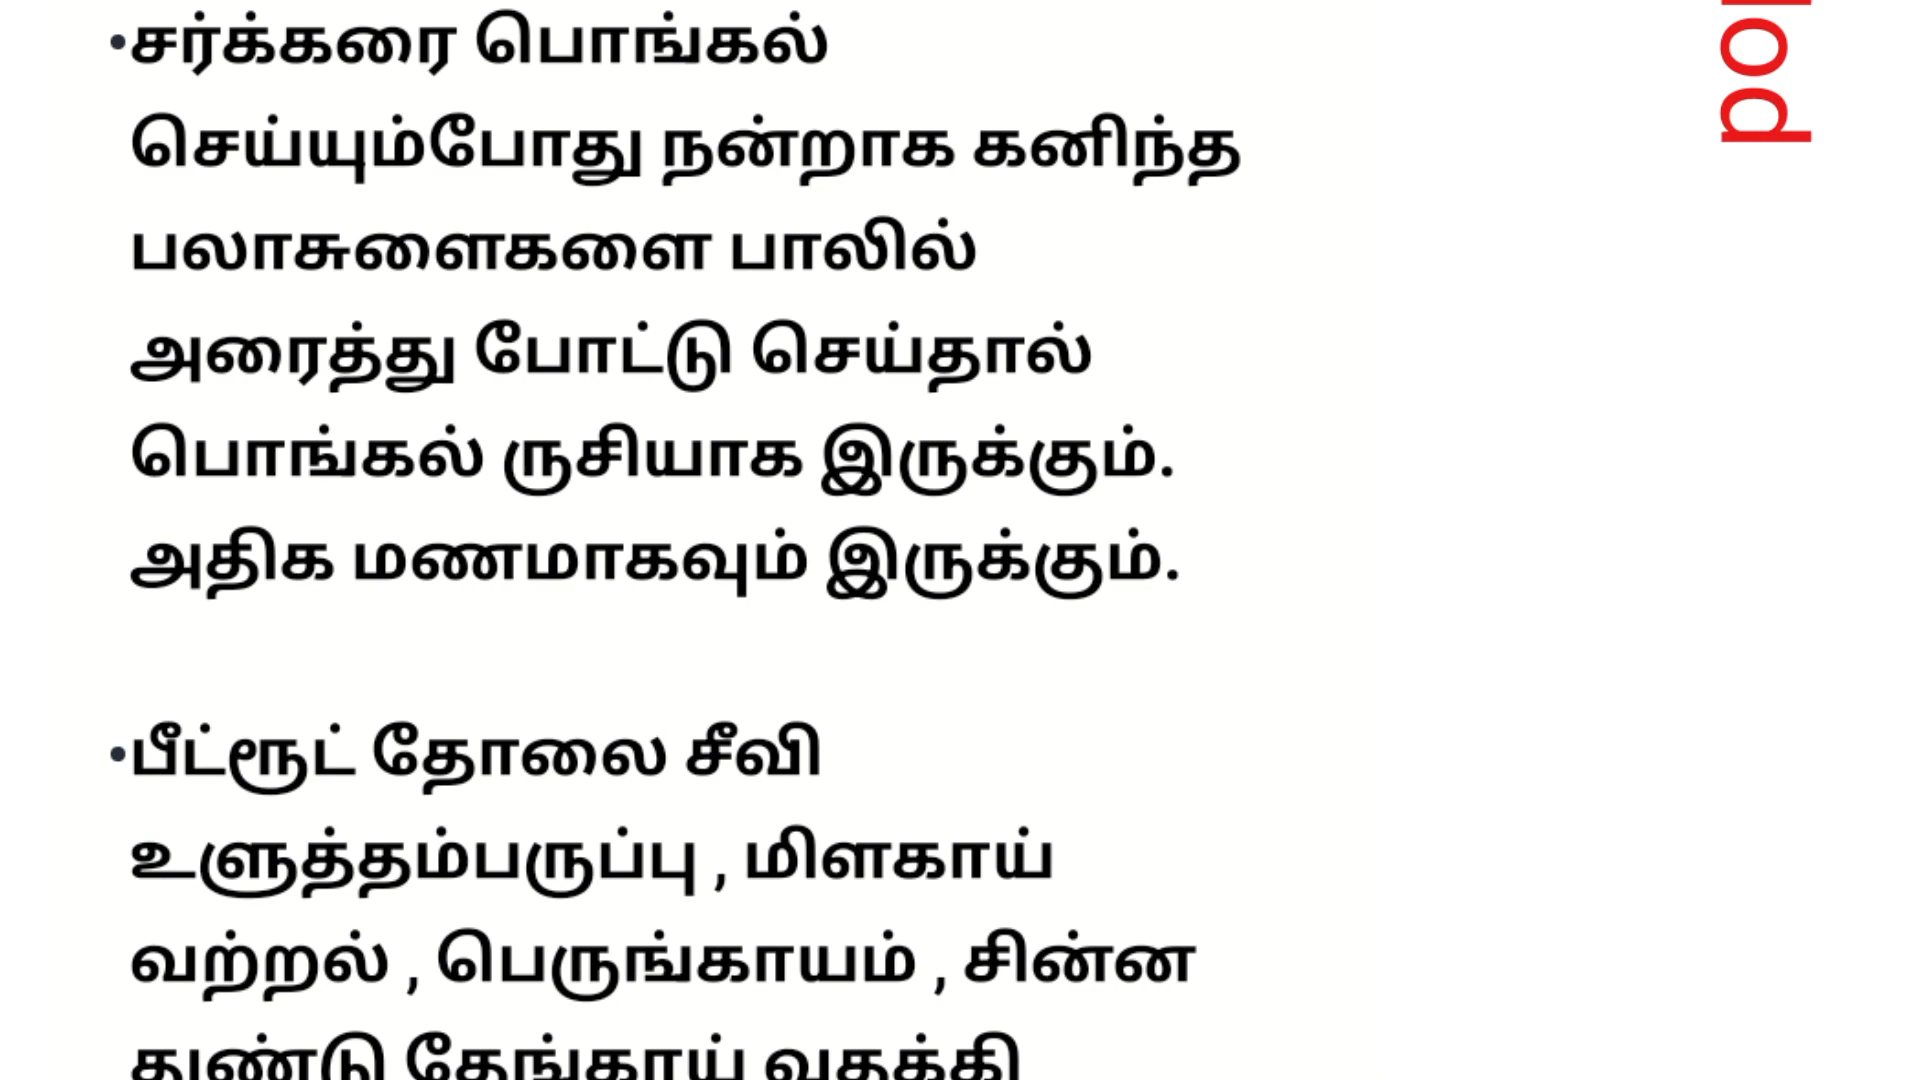 •சர்க்கரை பொங்கல்
செய்யும்போது நன்றாக கனிந்த
பலாசுளைகளை பாலில்
அரைத்து போட்டு செய்தால்
பொங்கல் ருசியாக இருக்கும்.
அதிக மணமாகவும் இருக்கும்.
•பீட்ரூட் தோலை சீவி
உளுத்தம்பருப்பு , மிளகாய்
வற்றல் , பெருங்காயம் , சின்ன
துண்டு தேங்காய் வதக்கி